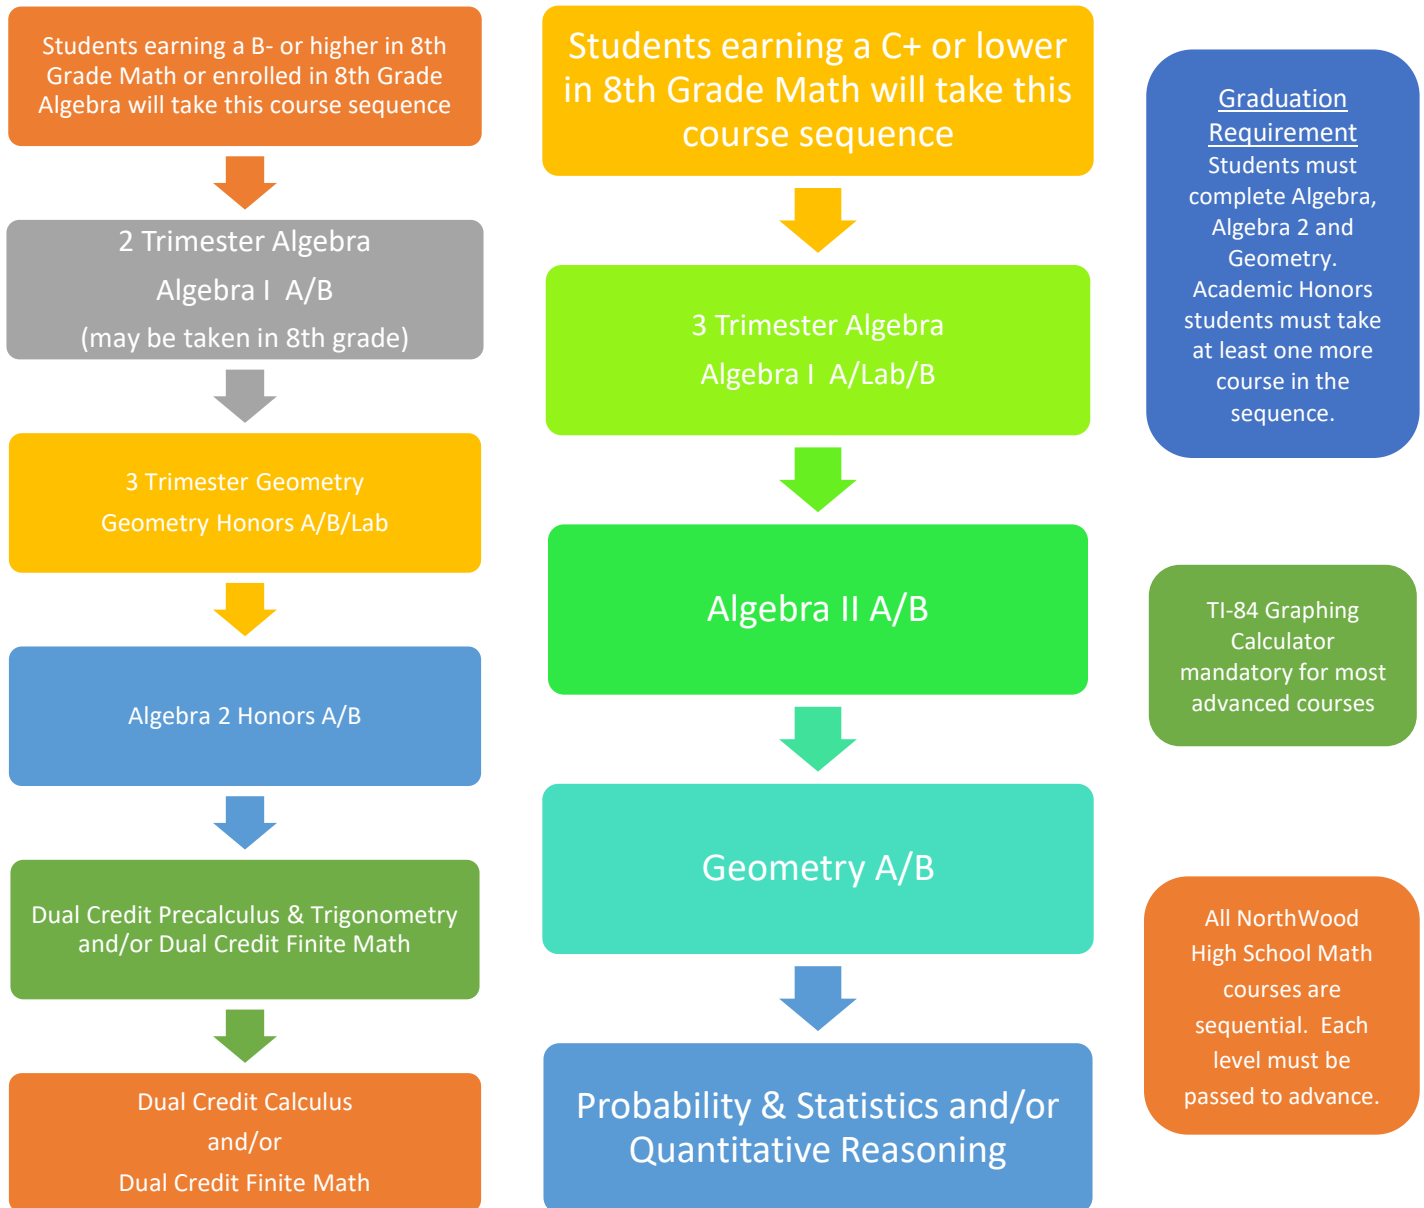 Students earning a B- or higher in 8th
Grade Math or enrolled in 8th Grade
Algebra will take this course sequence
2 Trimester Algebra
Algebra I  A/B
(may be taken in 8th grade)
3 Trimester Geometry
Geometry Honors A/B/Lab
Algebra 2 Honors A/B
Dual Credit Precalculus & Trigonometry
and/or Dual Credit Finite Math
Dual Credit Calculus
and/or
Dual Credit Finite Math
Students earning a C+ or lower
in 8th Grade Math will take this
course sequence
3 Trimester Algebra
Algebra I  A/Lab/B
Algebra II A/B
Geometry A/B
Probability & Statistics and/or
Quantitative Reasoning
Graduation
Requirement
Students must
complete Algebra,
Algebra 2 and
Geometry.
Academic Honors
students must take
at least one more
course in the
sequence.
TI-84 Graphing
Calculator
mandatory for most
advanced courses
All NorthWood
High School Math
courses are
sequential.  Each
level must be
passed to advance.